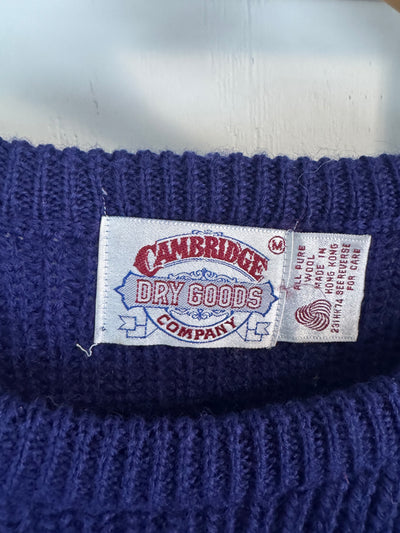 CAMBRIDGE
DRY GOODS
COMPANY
M
ALL PURE
WOOL
MADE IN
HONG KONG
SEE REVERSE
FOR CARE